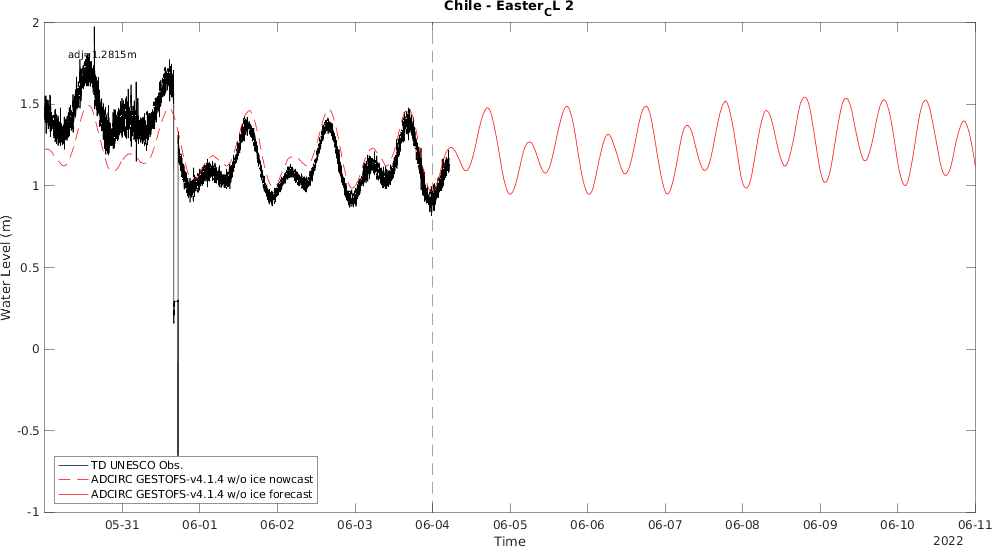 Chile - Easter_CL 2
adj=1.2815m
2
1.5
1
0.5
0
-0.5
-1
Water Level (m)
TD UNESCO Obs.
ADCIRC GESTOFS-v4.1.4 w/o ice nowcast
ADCIRC GESTOFS-v4.1.4 w/o ice forecast
05-31 06-01 06-02 06-03 06-04 06-05 06-06 06-07 06-08 06-09 06-10 06-11
Time
2022